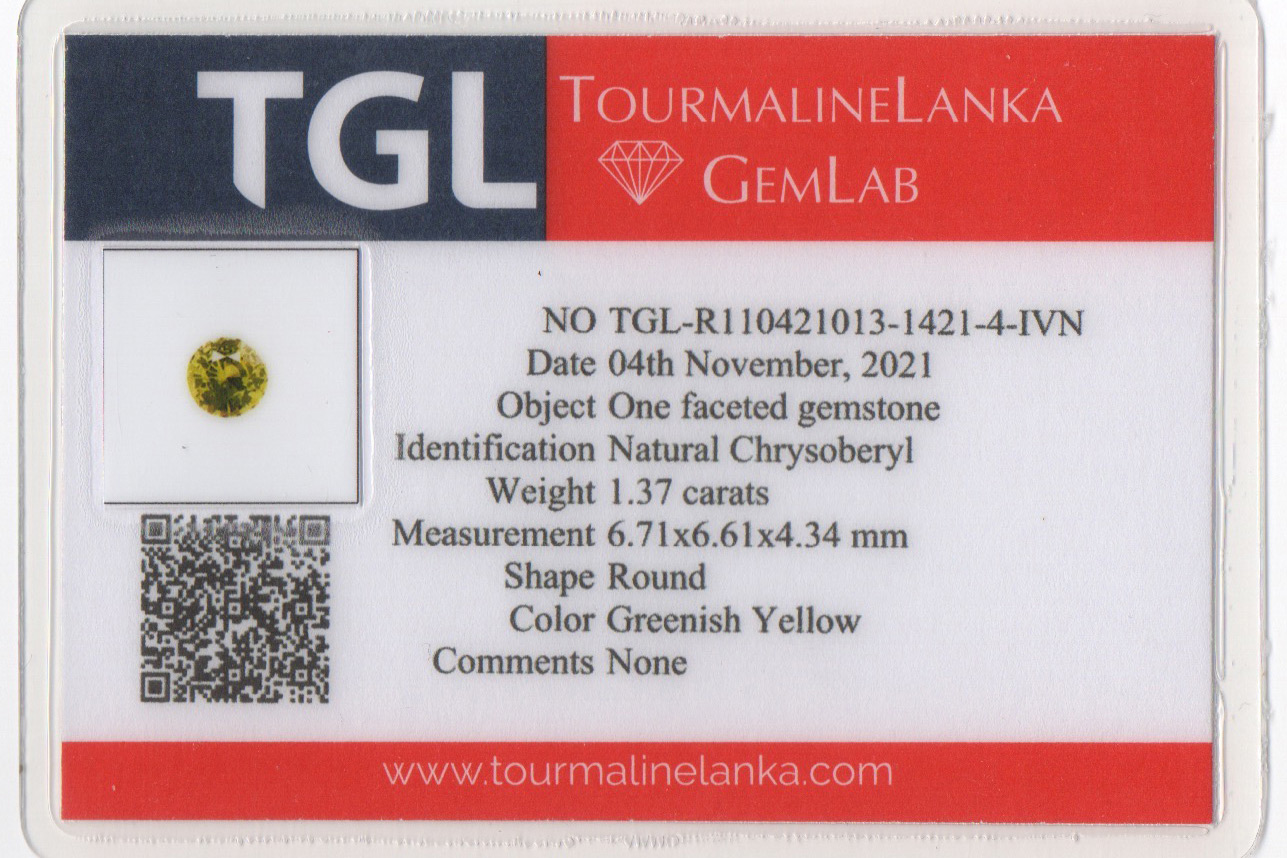 TGL
TOURMALINELANKA
GEMLAB
NO TGL-R110421013-1421-4-IVN
Date 04th November, 2021
Object One faceted gemstone
Identification Natural Chrysoberyl
Weight 1.37 carats
Measurement 6.71x6.61x4.34 mm
Shape Round
Color Greenish Yellow
Comments None
www.tourmalinelanka.com